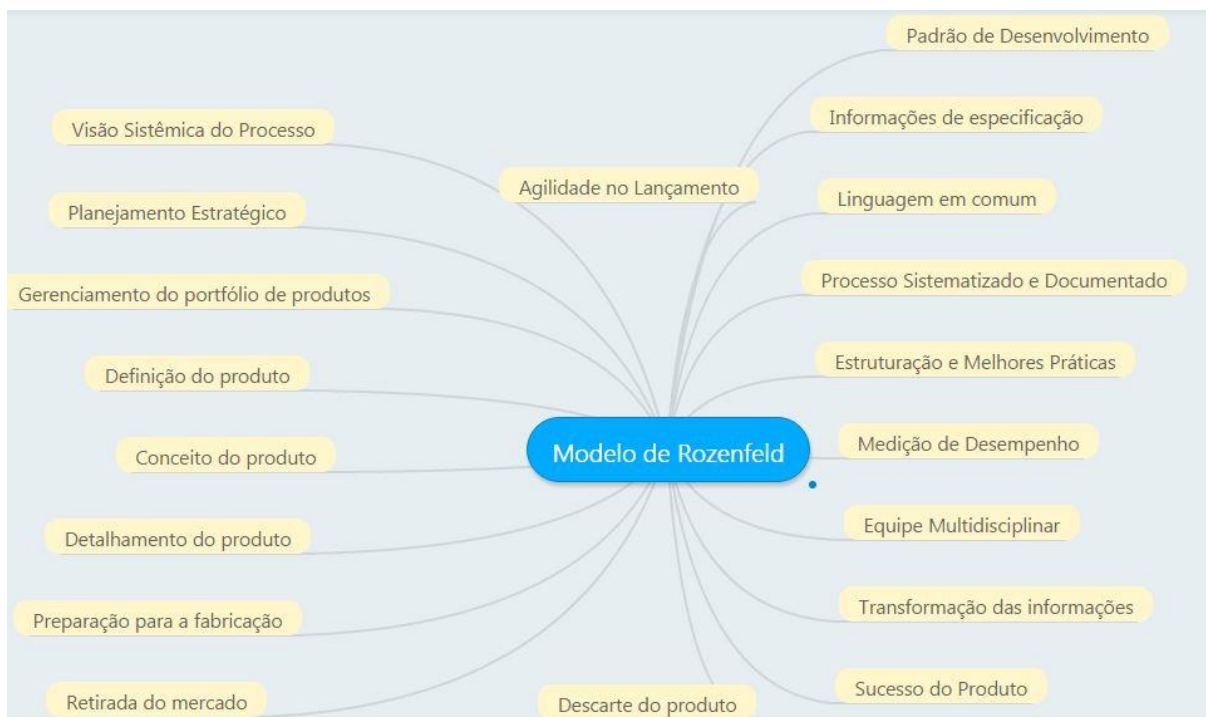 Padrão de Desenvolvimento
Informações de especificação
Visão Sistêmica do Processo
Agilidade no Lançamento
Linguagem em comum
Planejamento Estratégico
Processo Sistematizado e Documentado
Gerenciamento do portfólio de produtos
Estruturação e Melhores Práticas
Definição do produto
Modelo de Rozenfeld
Medição de Desempenho
Conceito do produto
Equipe Multidisciplinar
Detalhamento do produto
Transformação das informações
Preparação para a fabricação
Sucesso do Produto
Retirada do mercado
Descarte do produto